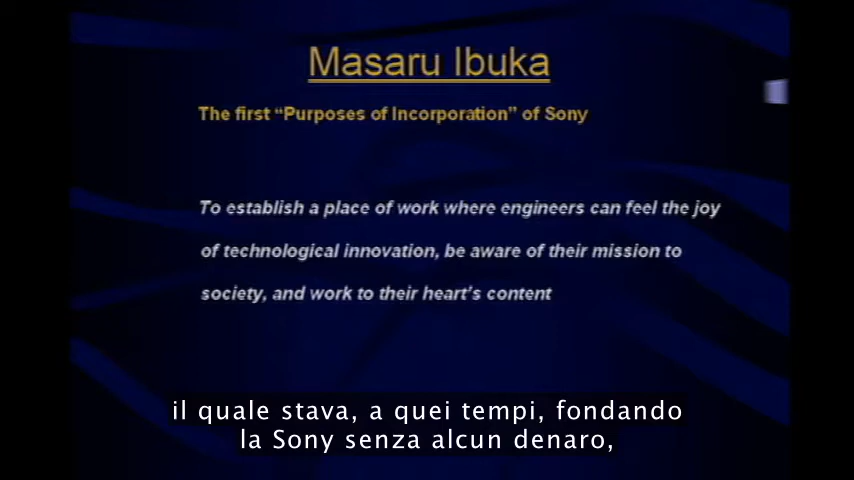 Masaru Ibuka
The first “Purposes of Incorporation” of Sony
To establish a place of work where engineers can feel the joy
of technological innovation, be aware of their mission to
society, and work to their heart’s content
il quale stava, a quei tempi, fondando
la Sony senza alcun denaro,